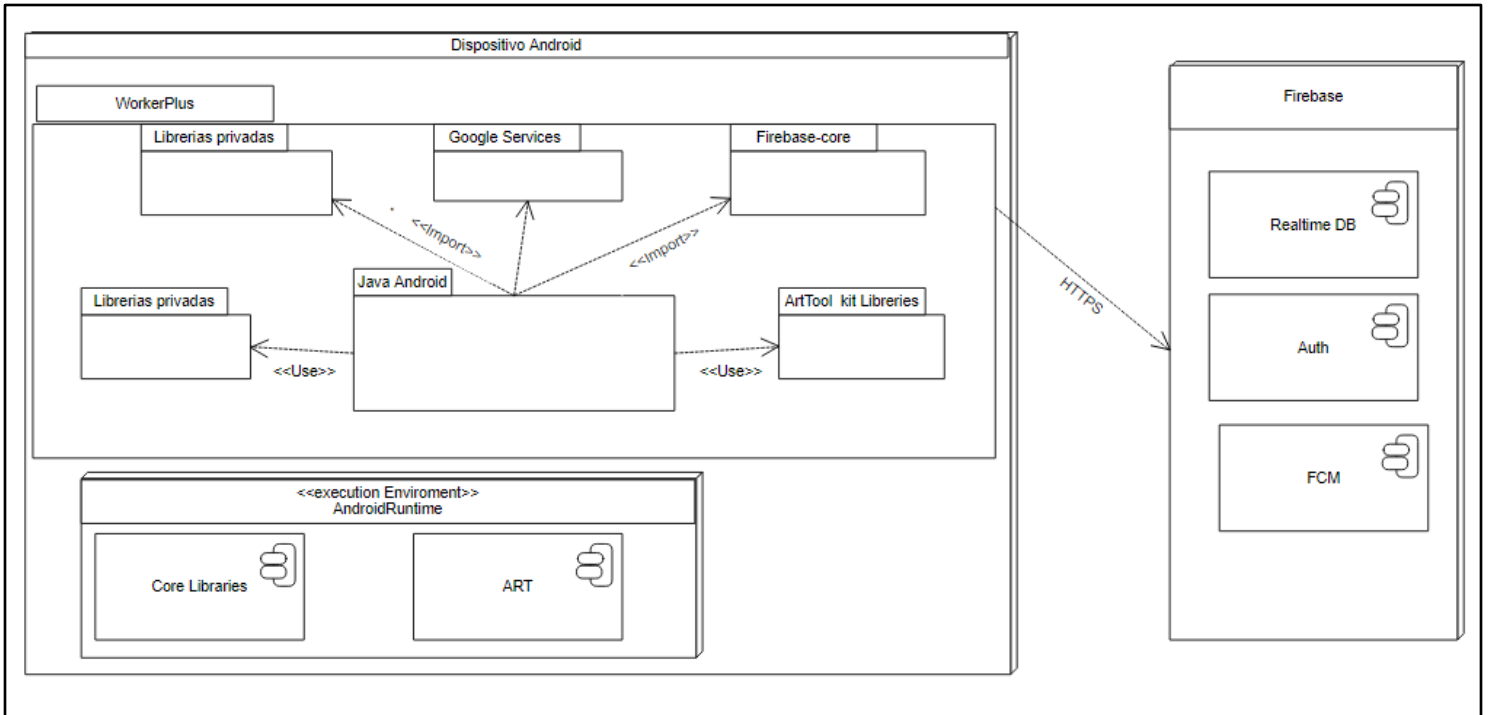 Dispositivo Android
WorkerPlus
Librerias privadas
Google Services
Firebase-core
<<Import>>
<<Import>>
Java Android
Librerias privadas
ArtTool kit Libreries
<<Use>>
<<Use>>
<<execution Enviroment>>
AndroidRuntime
Core Libraries
ART
HTTPS
Firebase
Realtime DB
Auth
FCM